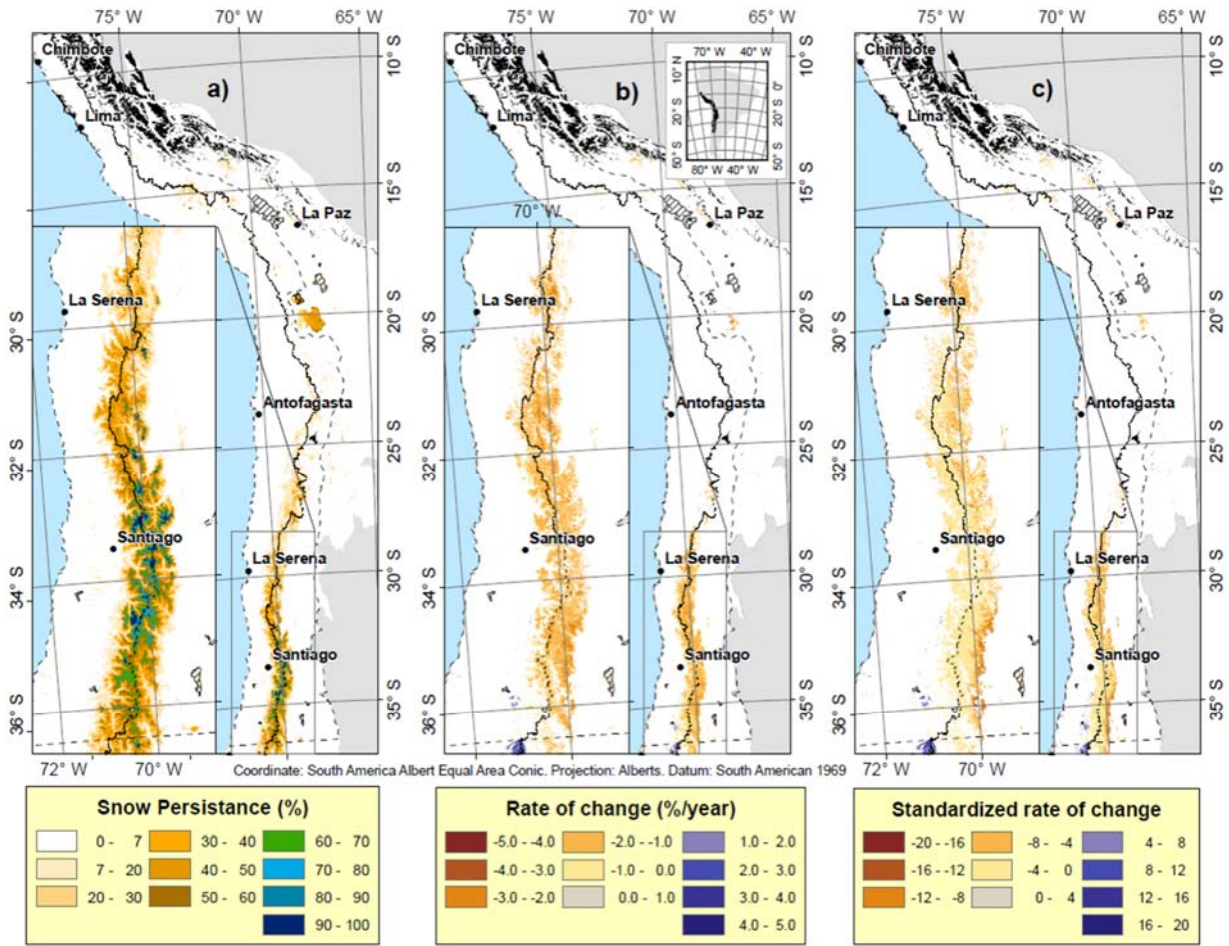 75° W 70° W 65° W 75° W 70° W 65° W 75° W 70° W 65° W
Chimbote Chimbote Chimbote
a) b) c)
70° W 40° W
10° N 0°
20° S 20° S
50° S 50° S
80° W 40° W
10° S 10° S 10° S
Lima Lima Lima
15° S 15° S 15° S
70° W
La Paz La Paz La Paz
La Serena La Serena La Serena
20° S 20° S 20° S
30° S 30° S 30° S
Antofagasta Antofagasta Antofagasta
25° S 25° S 25° S
32° S 32° S 32° S
Santiago Santiago Santiago
La Serena La Serena La Serena
30° S 30° S 30° S
34° S 34° S 34° S
Santiago Santiago Santiago
35° S 35° S 35° S
36° S 36° S 36° S
72° W 70° W 72° W 70° W
Coordinate: South America Albert Equal Area Conic. Projection: Alberts. Datum: South American 1969
Snow Persistance (%)
0 - 7 30 - 40 60 - 70
7 - 20 40 - 50 70 - 80
20 - 30 50 - 60 80 - 90
90 - 100
Rate of change (%/year)
-5.0 - -4.0 -2.0 - -1.0 1.0 - 2.0
-4.0 - -3.0 -1.0 - 0.0 2.0 - 3.0
-3.0 - -2.0 0.0 - 1.0 3.0 - 4.0
4.0 - 5.0
Standardized rate of change
-20 - -16 -8 - -4 4 - 8
-16 - -12 -4 - 0 8 - 12
-12 - -8 0 4 12 - 16
16 - 20